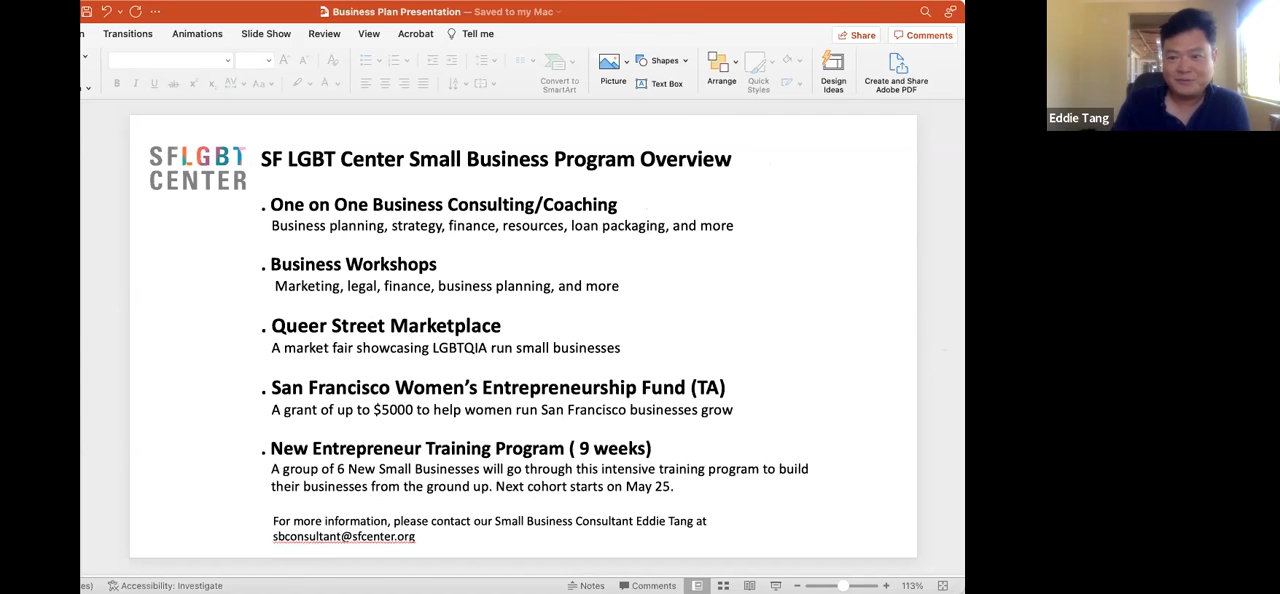 Business Plan Presentation — Saved to my Mac
Transitions Animations Slide Show Review View Acrobat Tell me
Share Comments
Convert to SmartArt
Picture
Shapes
Text Box
Arrange
Quick Styles
Design Ideas
Create and Share Adobe PDF
Eddie Tang
SFLGBT
CENTER
SF LGBT Center Small Business Program Overview
. One on One Business Consulting/Coaching
Business planning, strategy, finance, resources, loan packaging, and more
. Business Workshops
Marketing, legal, finance, business planning, and more
. Queer Street Marketplace
A market fair showcasing LGBTQIA run small businesses
. San Francisco Women’s Entrepreneurship Fund (TA)
A grant of up to $5000 to help women run San Francisco businesses grow
. New Entrepreneur Training Program ( 9 weeks)
A group of 6 New Small Businesses will go through this intensive training program to build
their businesses from the ground up. Next cohort starts on May 25.
For more information, please contact our Small Business Consultant Eddie Tang at
sbconsultant@sfcenter.org
Accessibility: Investigate
Notes Comments 113%